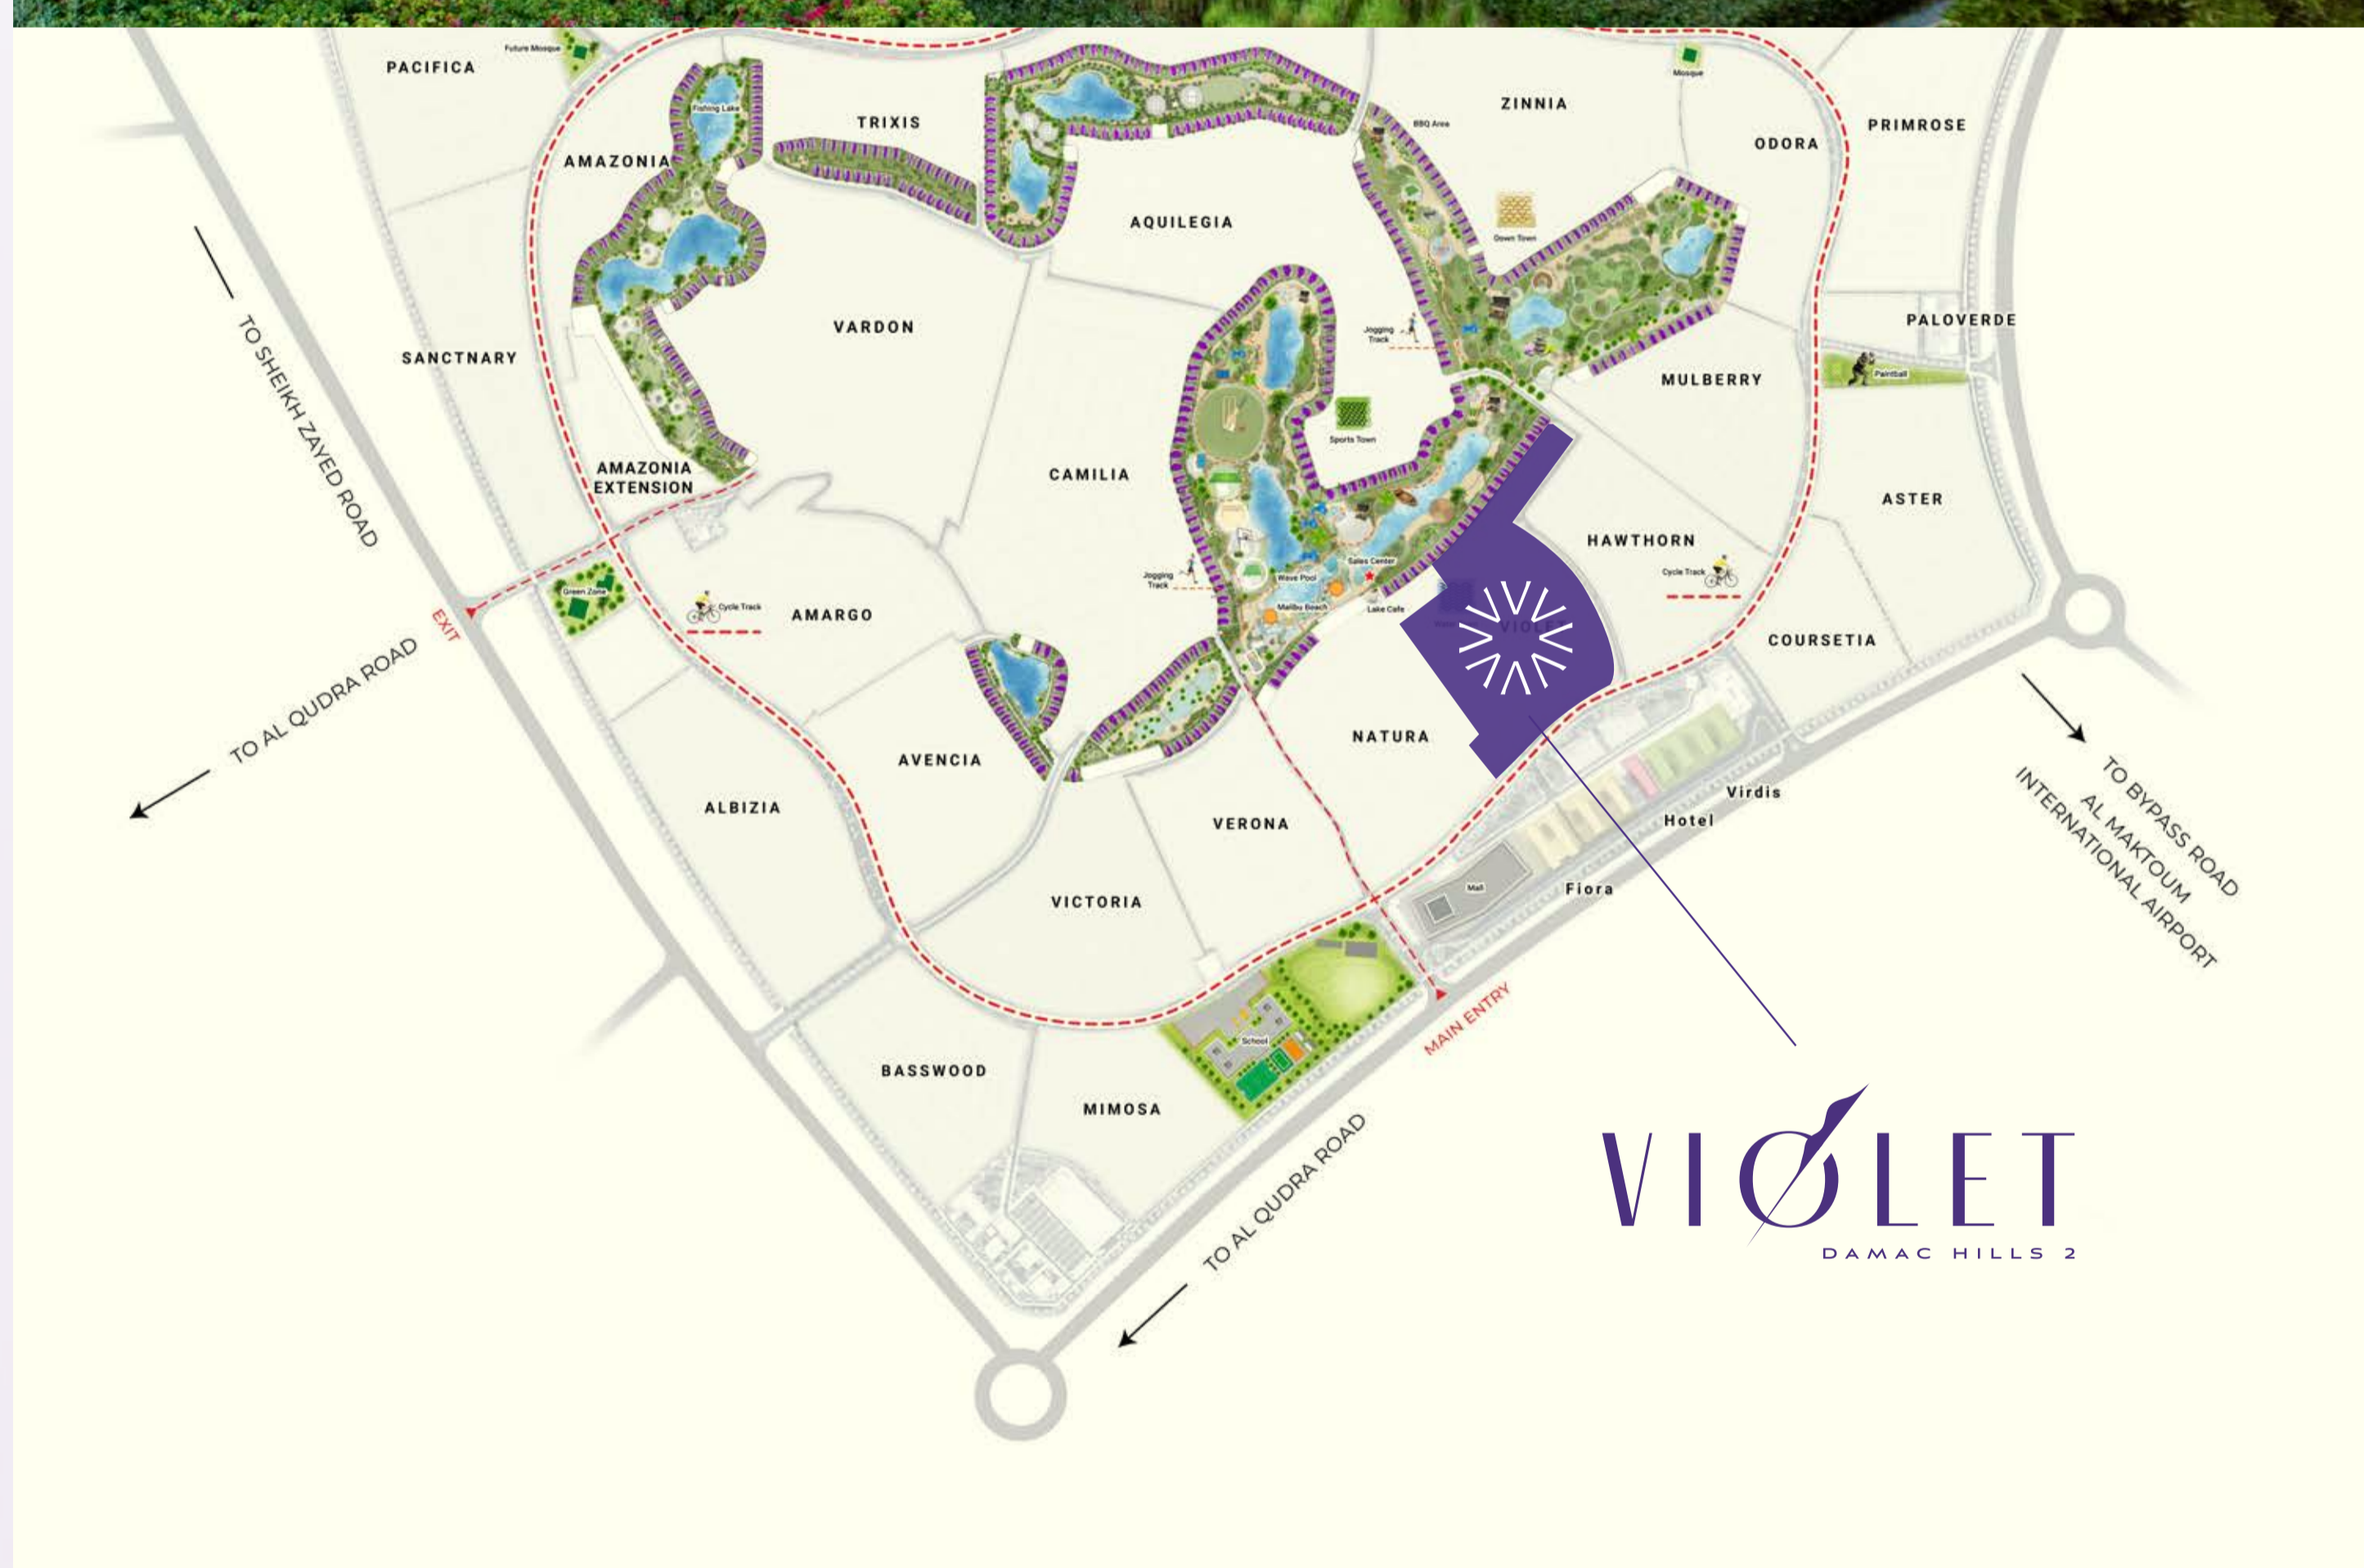 Future Mosque
PACIFICA
Fishing Lake
TRIXIS
AMAZONIA
BBQ Area
ZINNIA
Mosque
PRIMROSE
ODORA
AQUILEGIA
Down Town
TO SHEIKH ZAYED ROAD
SANCTNARY
VARDON
Jogging
Track
PALOVERDE
Paintball
MULBERRY
Sports Town
AMAZONIA
EXTENSION
CAMILIA
ASTER
HAWTHORN
Cycle Track
Sales Center
Wave Pool
Malibu Beach
Lake Cafe
Jogging
Track
Green Zone
Cycle Track
AMARGO
EXIT
TO AL QUDRA ROAD
VIOLET
COURSETIA
NATURA
AVENCIA
ALBIZIA
VERONA
VICTORIA
Virdis
Hotel
Mall
Fiora
TO BYPASS ROAD
AL MAKTOUM
INTERNATIONAL AIRPORT
MAIN ENTRY
School
BASSWOOD
MIMOSA
TO AL QUDRA ROAD
VIOLET
DAMAC HILLS 2